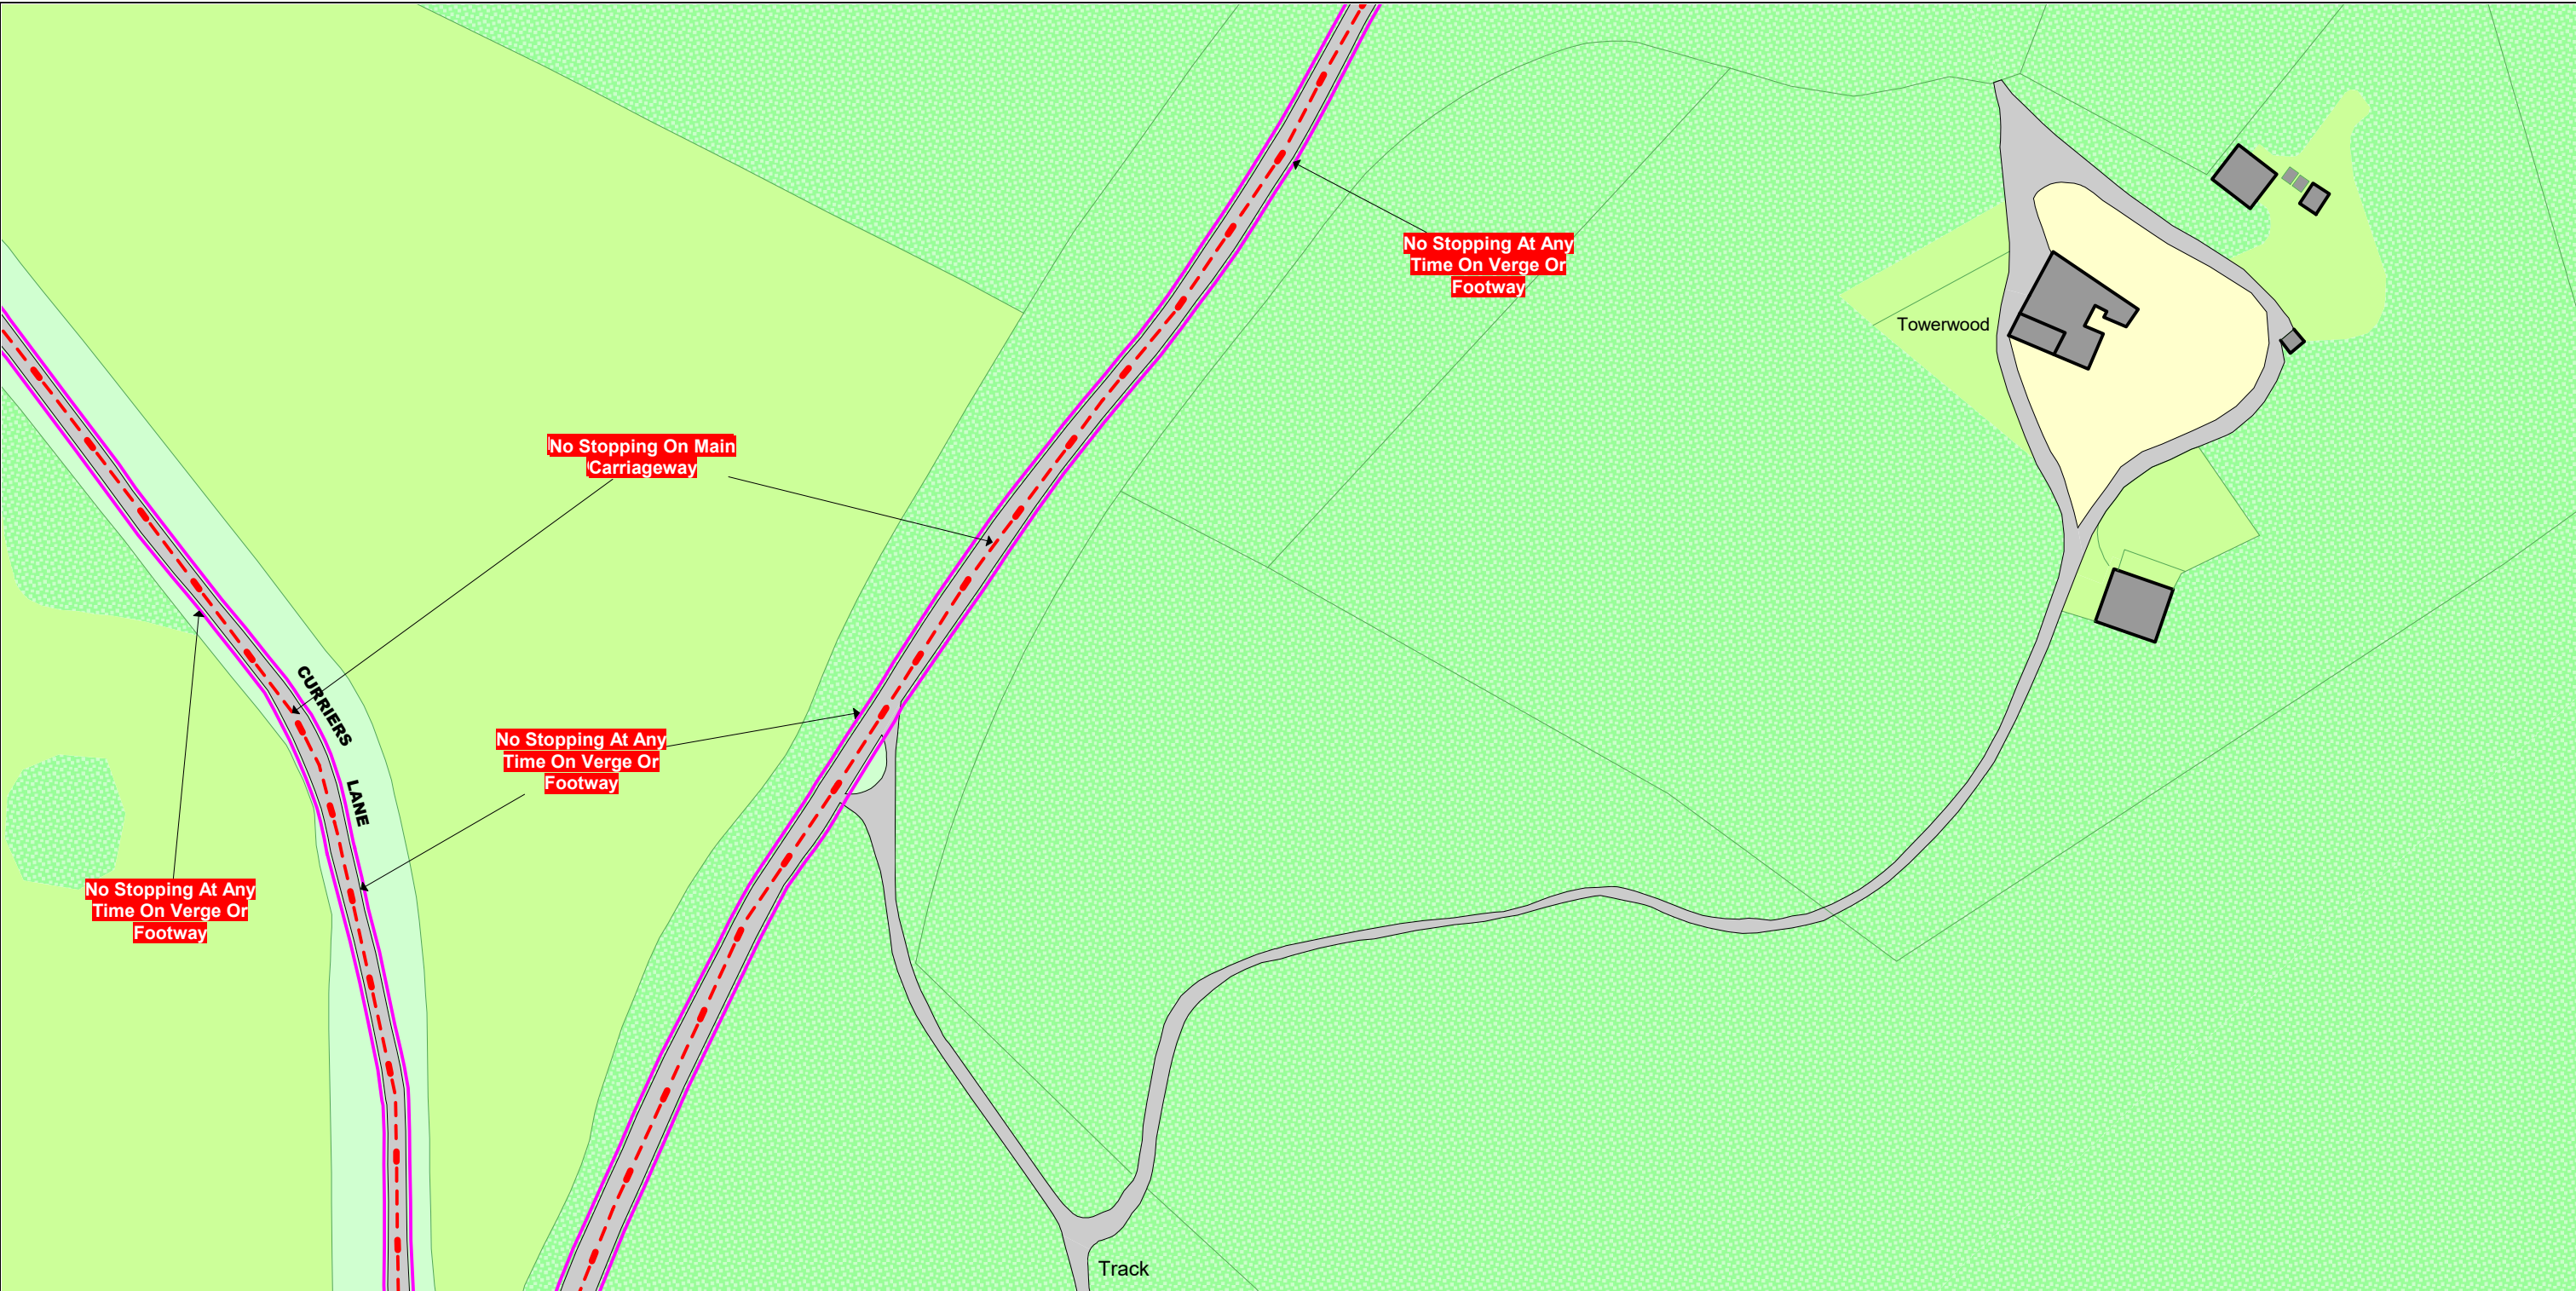 No Stopping At Any
Time On Verge Or
Footway
Towerwood
No Stopping On Main
Carriageway
CURRIERS LANE
No Stopping At Any
Time On Verge Or
Footway
No Stopping At Any
Time On Verge Or
Footway
Track